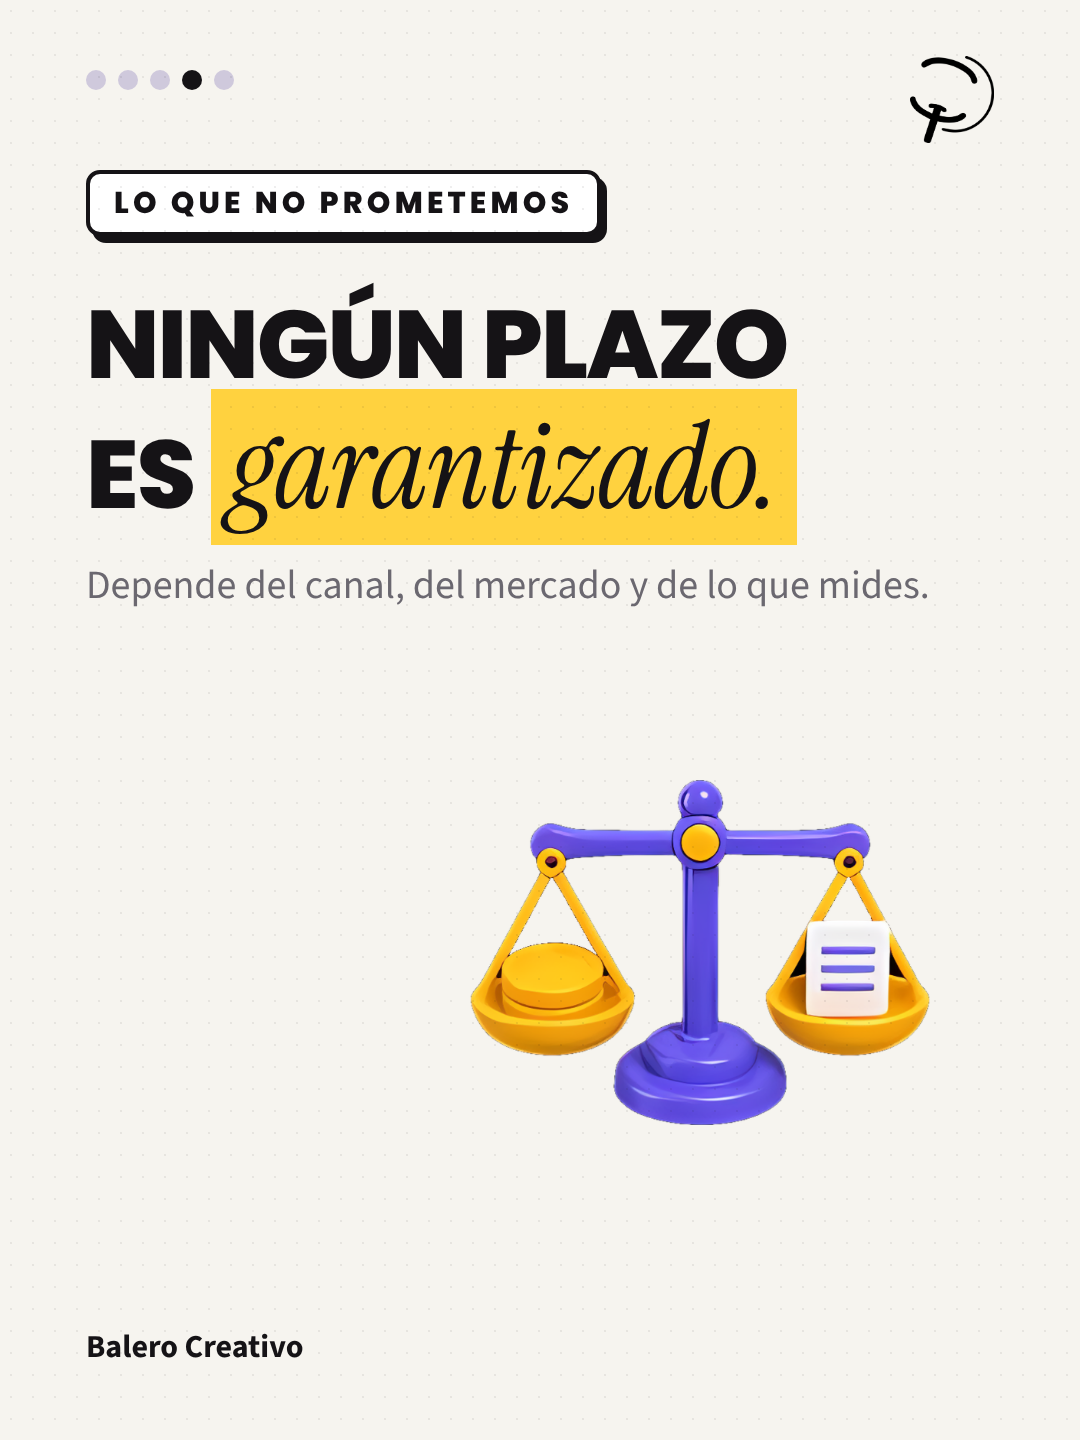 LO QUE NO PROMETEMOS
NINGÚN PLAZO
ES garantizado.
Depende del canal, del mercado y de lo que mides.
Balero Creativo